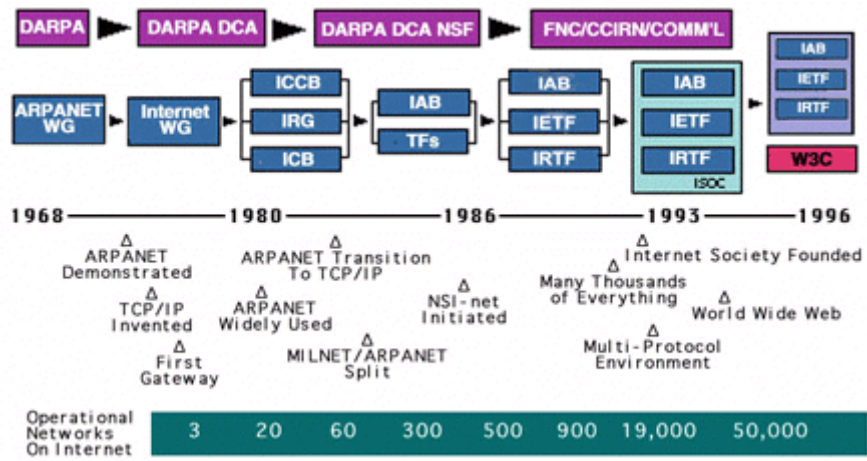 DARPA
DARPA DCA
DARPA DCA NSF
FNC/CCIRN/COMM'L
ARPANET
WG
Internet
WG
ICCB
IRG
ICB
IAB
TFs
IAB
IETF
IRTF
IAB
IETF
IRTF
ISOC
IAB
IETF
IRTF
W3C
1968
1980
1986
1993
1996
ARPANET
Demonstrated
TCP/IP
Invented
First
Gateway
ARPANET Transition
To TCP/IP
ARPANET
Widely Used
MILNET/ARPANET
Split
NSI-net
Initiated
Internet Society Founded
Many Thousands
of Everything
World Wide Web
Multi-Protocol
Environment
Operational
Networks
On Internet
3 20 60 300 500 900 19,000 50,000